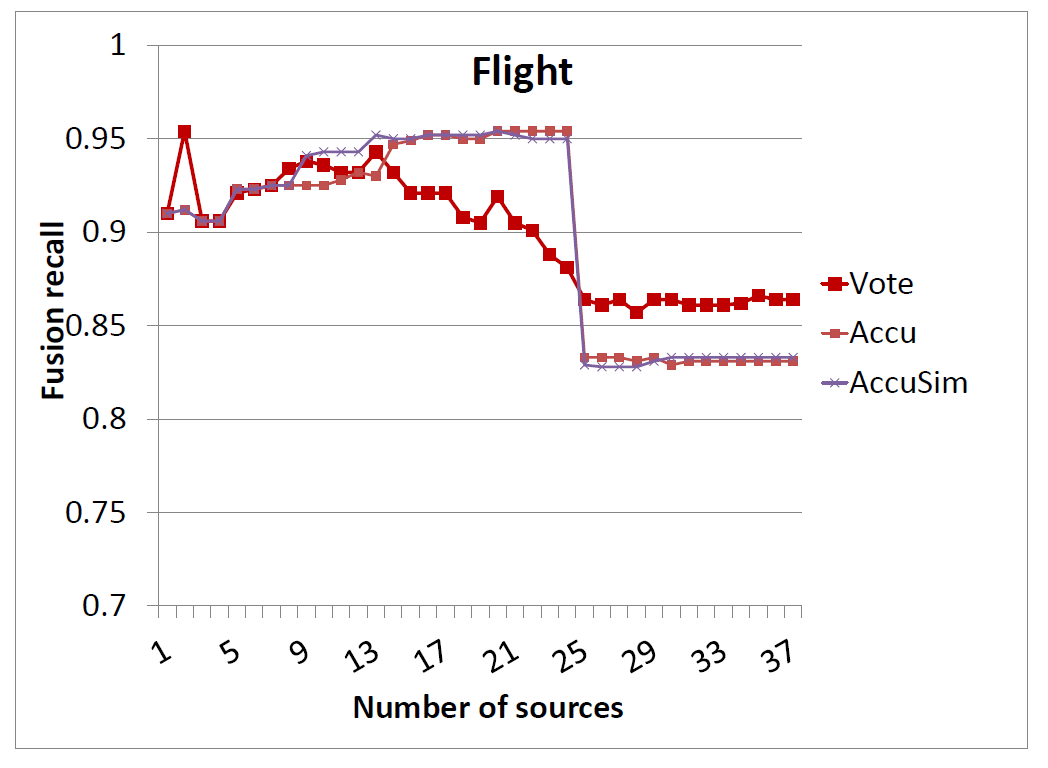 Flight
1
0.95
0.9
0.85
0.8
0.75
0.7
Fusion recall
1 5 9 13 17 21 25 29 33 37
Number of sources
Vote
Accu
AccuSim